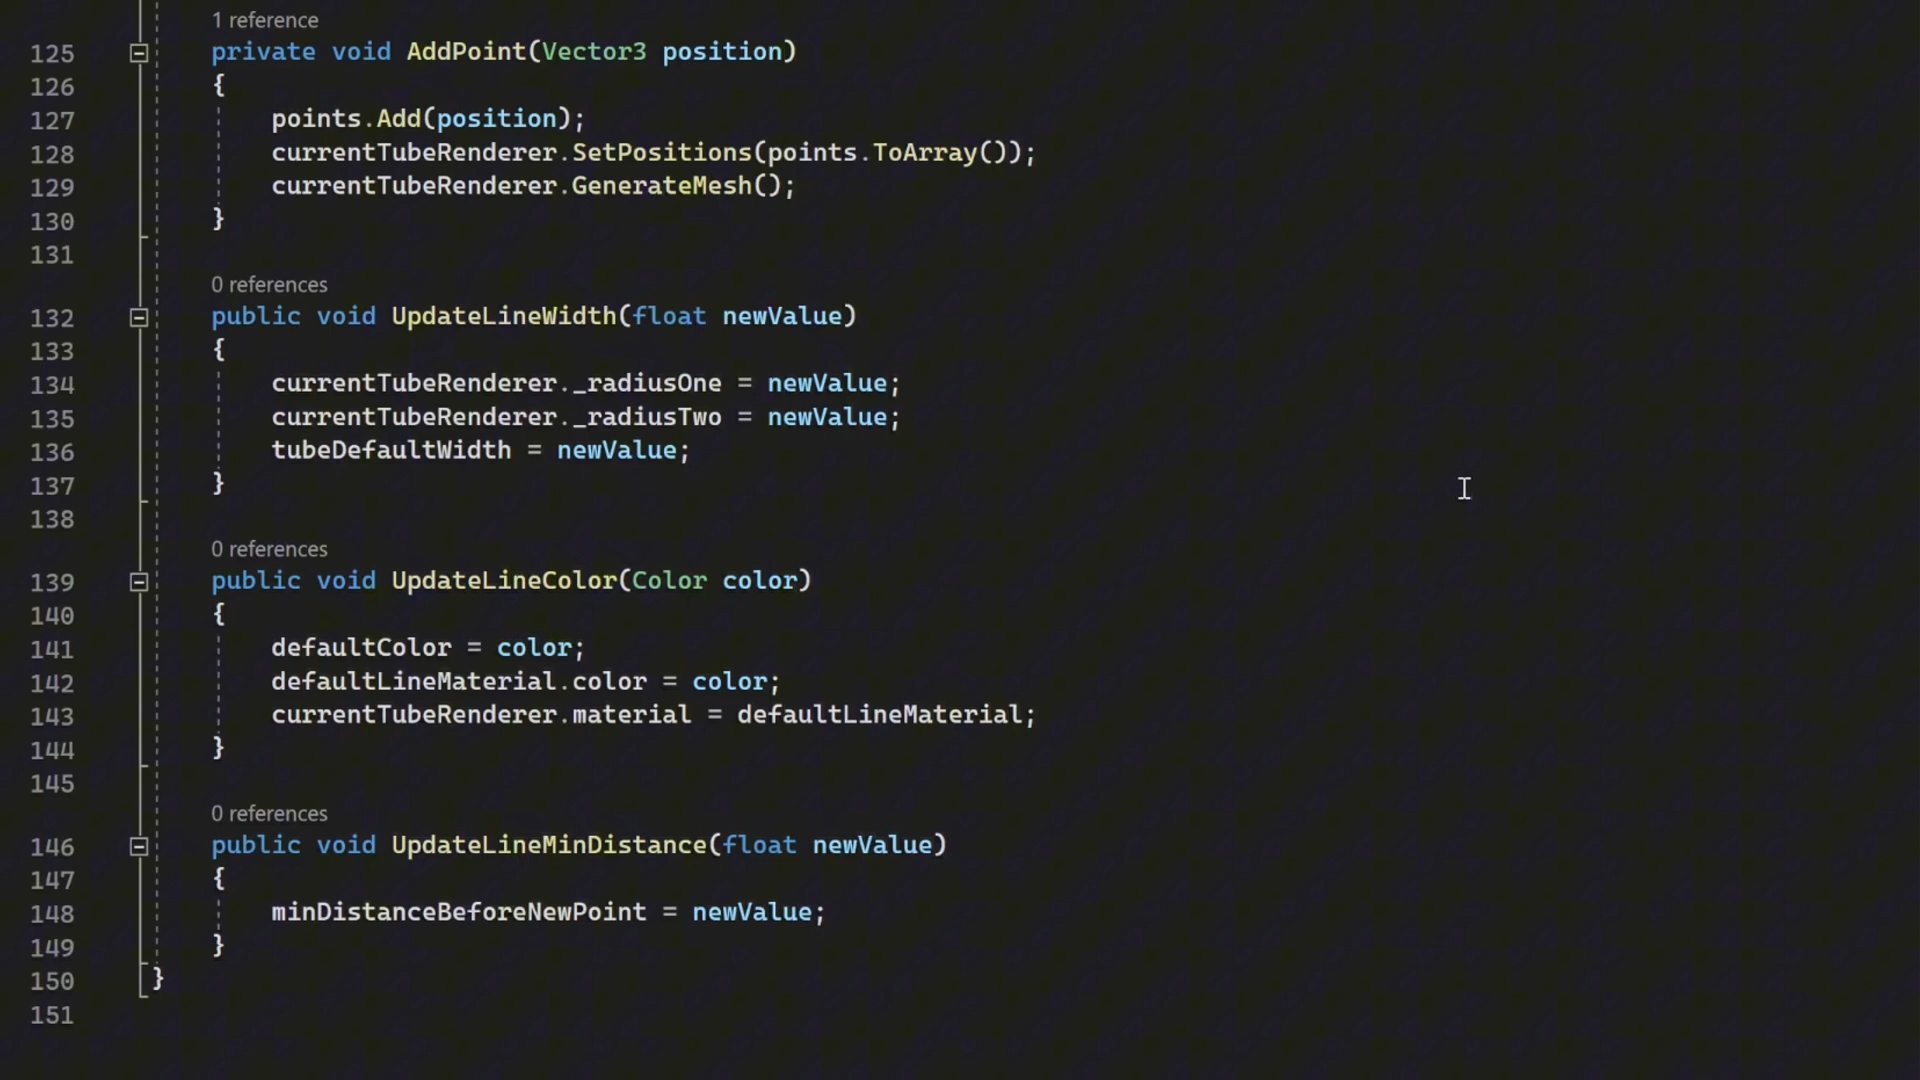 1 reference
125 private void AddPoint(Vector3 position)
126 {
127 points.Add(position);
128 currentTubeRenderer.SetPositions(points.ToArray());
129 currentTubeRenderer.GenerateMesh();
130 }
131
0 references
132 public void UpdateLineWidth(float newValue)
133 {
134 currentTubeRenderer._radiusOne = newValue;
135 currentTubeRenderer._radiusTwo = newValue;
136 tubeDefaultWidth = newValue;
137 }
138
0 references
139 public void UpdateLineColor(Color color)
140 {
141 defaultColor = color;
142 defaultLineMaterial.color = color;
143 currentTubeRenderer.material = defaultLineMaterial;
144 }
145
0 references
146 public void UpdateLineMinDistance(float newValue)
147 {
148 minDistanceBeforeNewPoint = newValue;
149 }
150 }
151